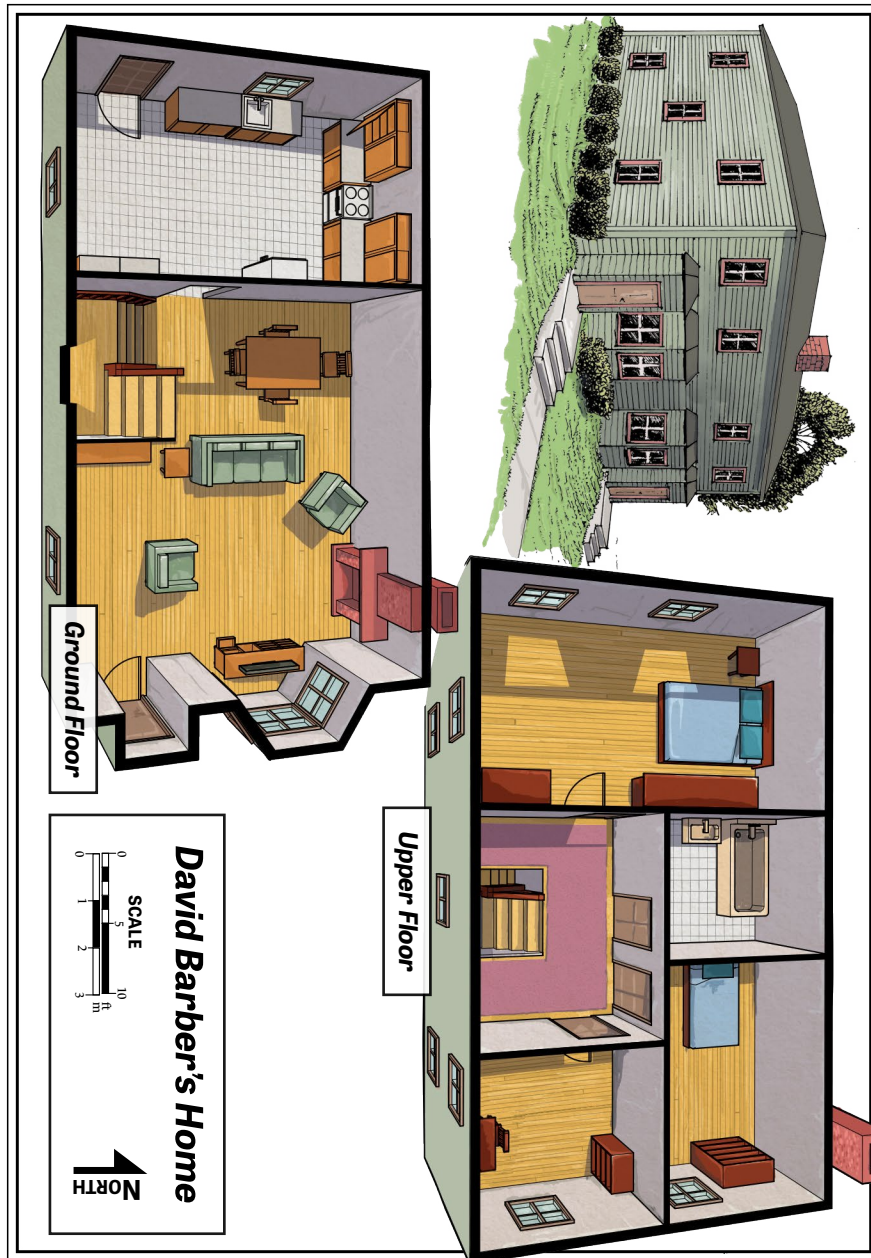 David Barber's Home
SCALE
0 5 10 ft
0 1 2 3 m
NORTH
Ground Floor
Upper Floor